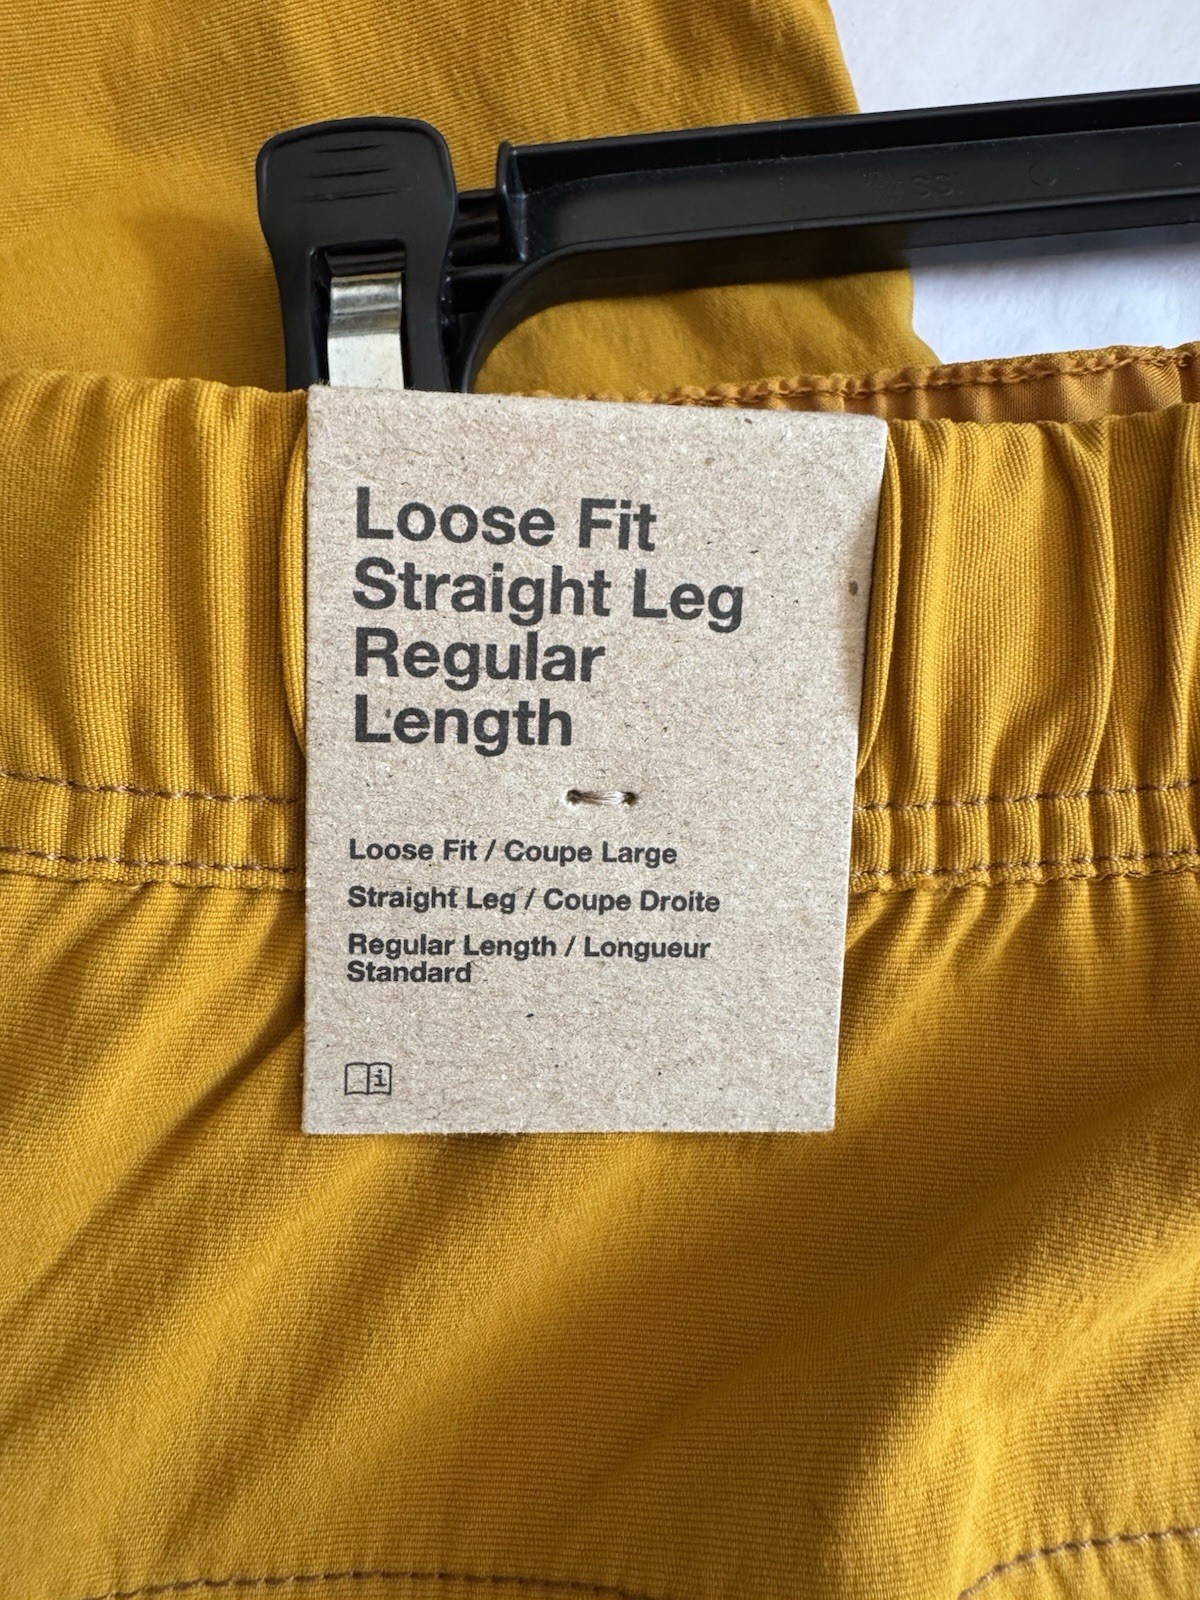 Loose Fit
Straight Leg
Regular
Length
Loose Fit / Coupe Large
Straight Leg / Coupe Droite
Regular Length / Longueur
Standard
i